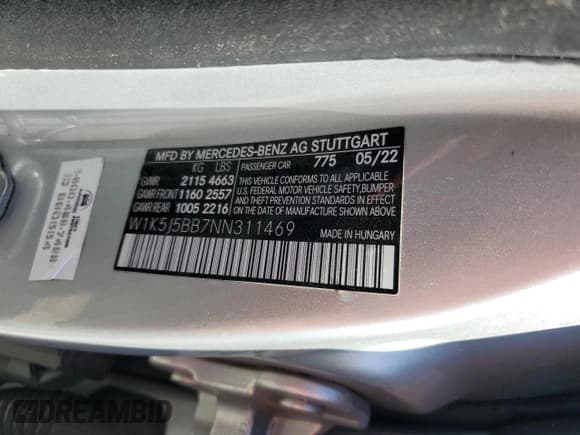 MFD BY MERCEDES-BENZ AG STUTTGART
KG LBS PASSENGER CAR 775 05/22
GVWR 2115 4663
GAWR FRONT 1160 2557
GAWR REAR 1005 2216
THIS VEHICLE CONFORMS TO ALL APPLICABLE
U.S.FEDERAL MOTOR VEHICLE SAFETY,BUMPER
AND THEFT PREVENTION STANDARDS IN EFFECT
ON THE DATE OF MANUFACTURE SHOWN ABOVE.
W1K5J5BB7NN311469
MADE IN HUNGARY
DREAMBID